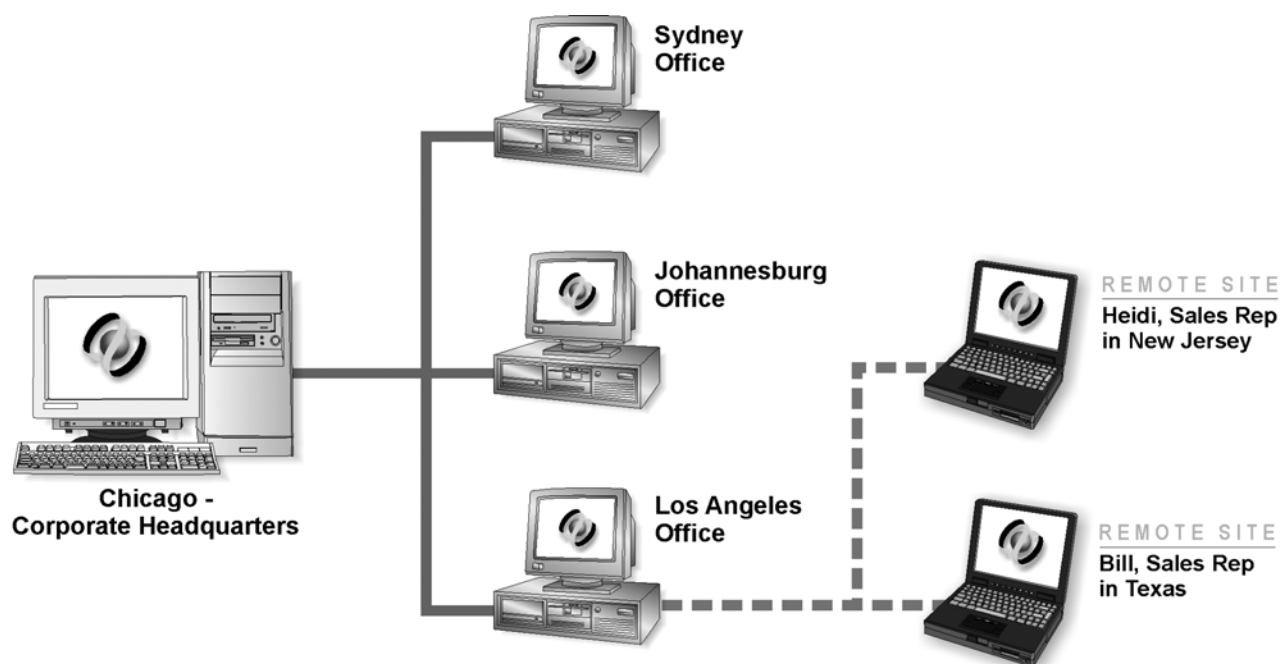 Sydney
Office
Johannesburg
Office
REMOTE SITE
Heidi, Sales Rep
in New Jersey
Chicago -
Corporate Headquarters
Los Angeles
Office
REMOTE SITE
Bill, Sales Rep
in Texas